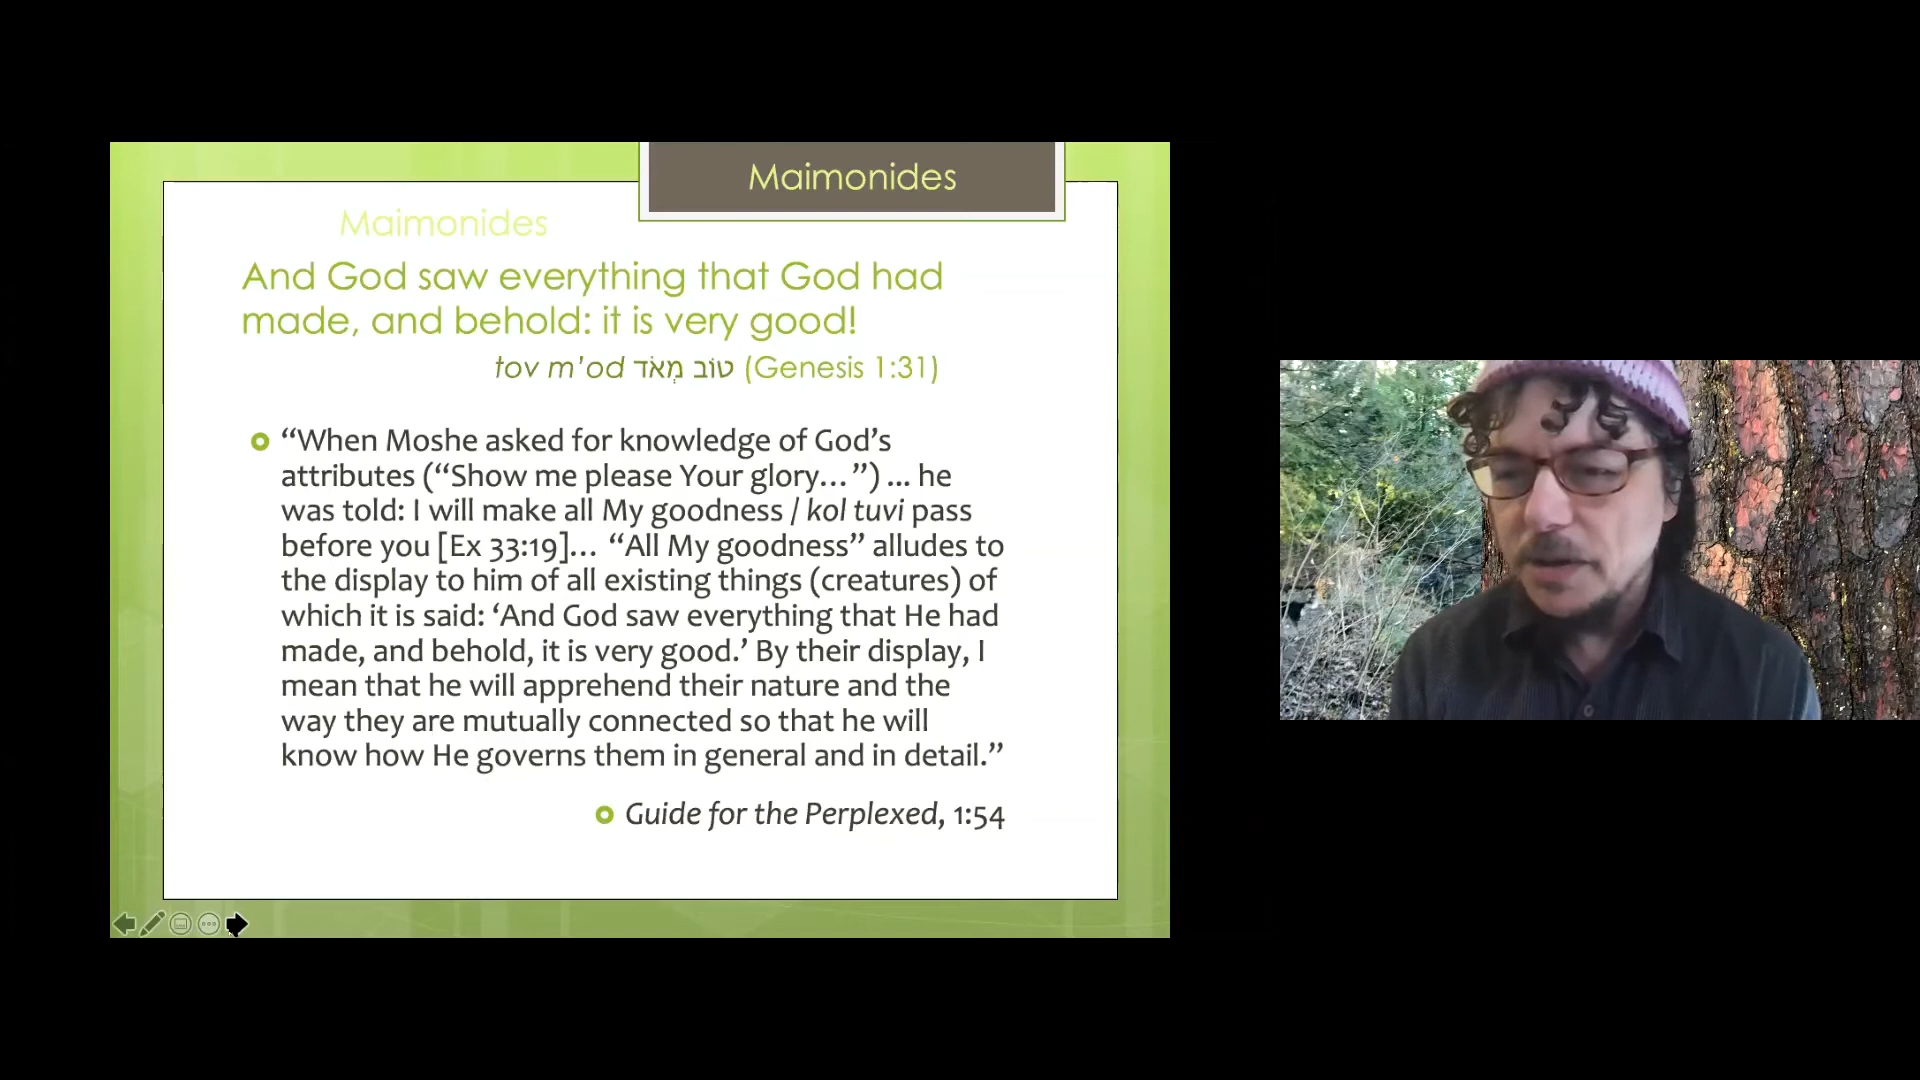 Maimonides
Maimonides
And God saw everything that God had
made, and behold: it is very good!
tov m’od טוֹב מְאֹד (Genesis 1:31)
“When Moshe asked for knowledge of God’s
attributes (“Show me please Your glory…”) ... he
was told: I will make all My goodness / kol tuvi pass
before you [Ex 33:19]… “All My goodness” alludes to
the display to him of all existing things (creatures) of
which it is said: ‘And God saw everything that He had
made, and behold, it is very good.’ By their display, I
mean that he will apprehend their nature and the
way they are mutually connected so that he will
know how He governs them in general and in detail.”
Guide for the Perplexed, 1:54